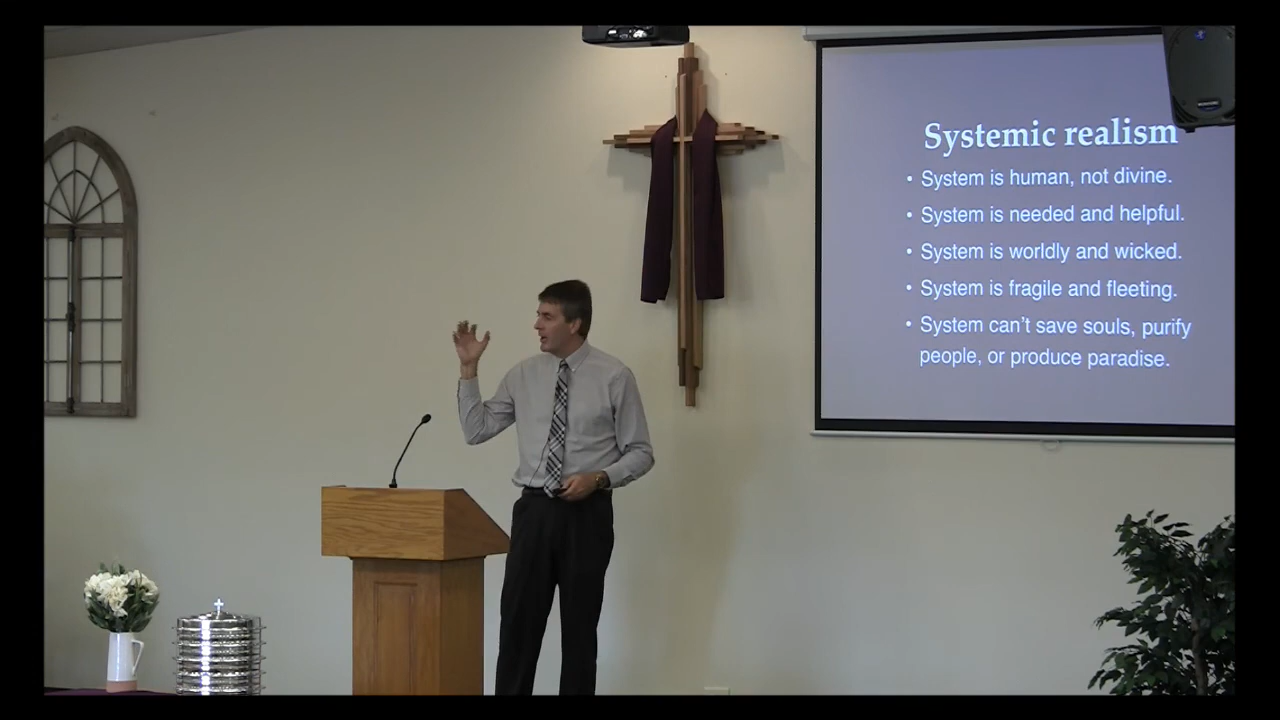 Systemic realism
• System is human, not divine.
• System is needed and helpful.
• System is worldly and wicked.
• System is fragile and fleeting.
• System can't save souls, purify
people, or produce paradise.